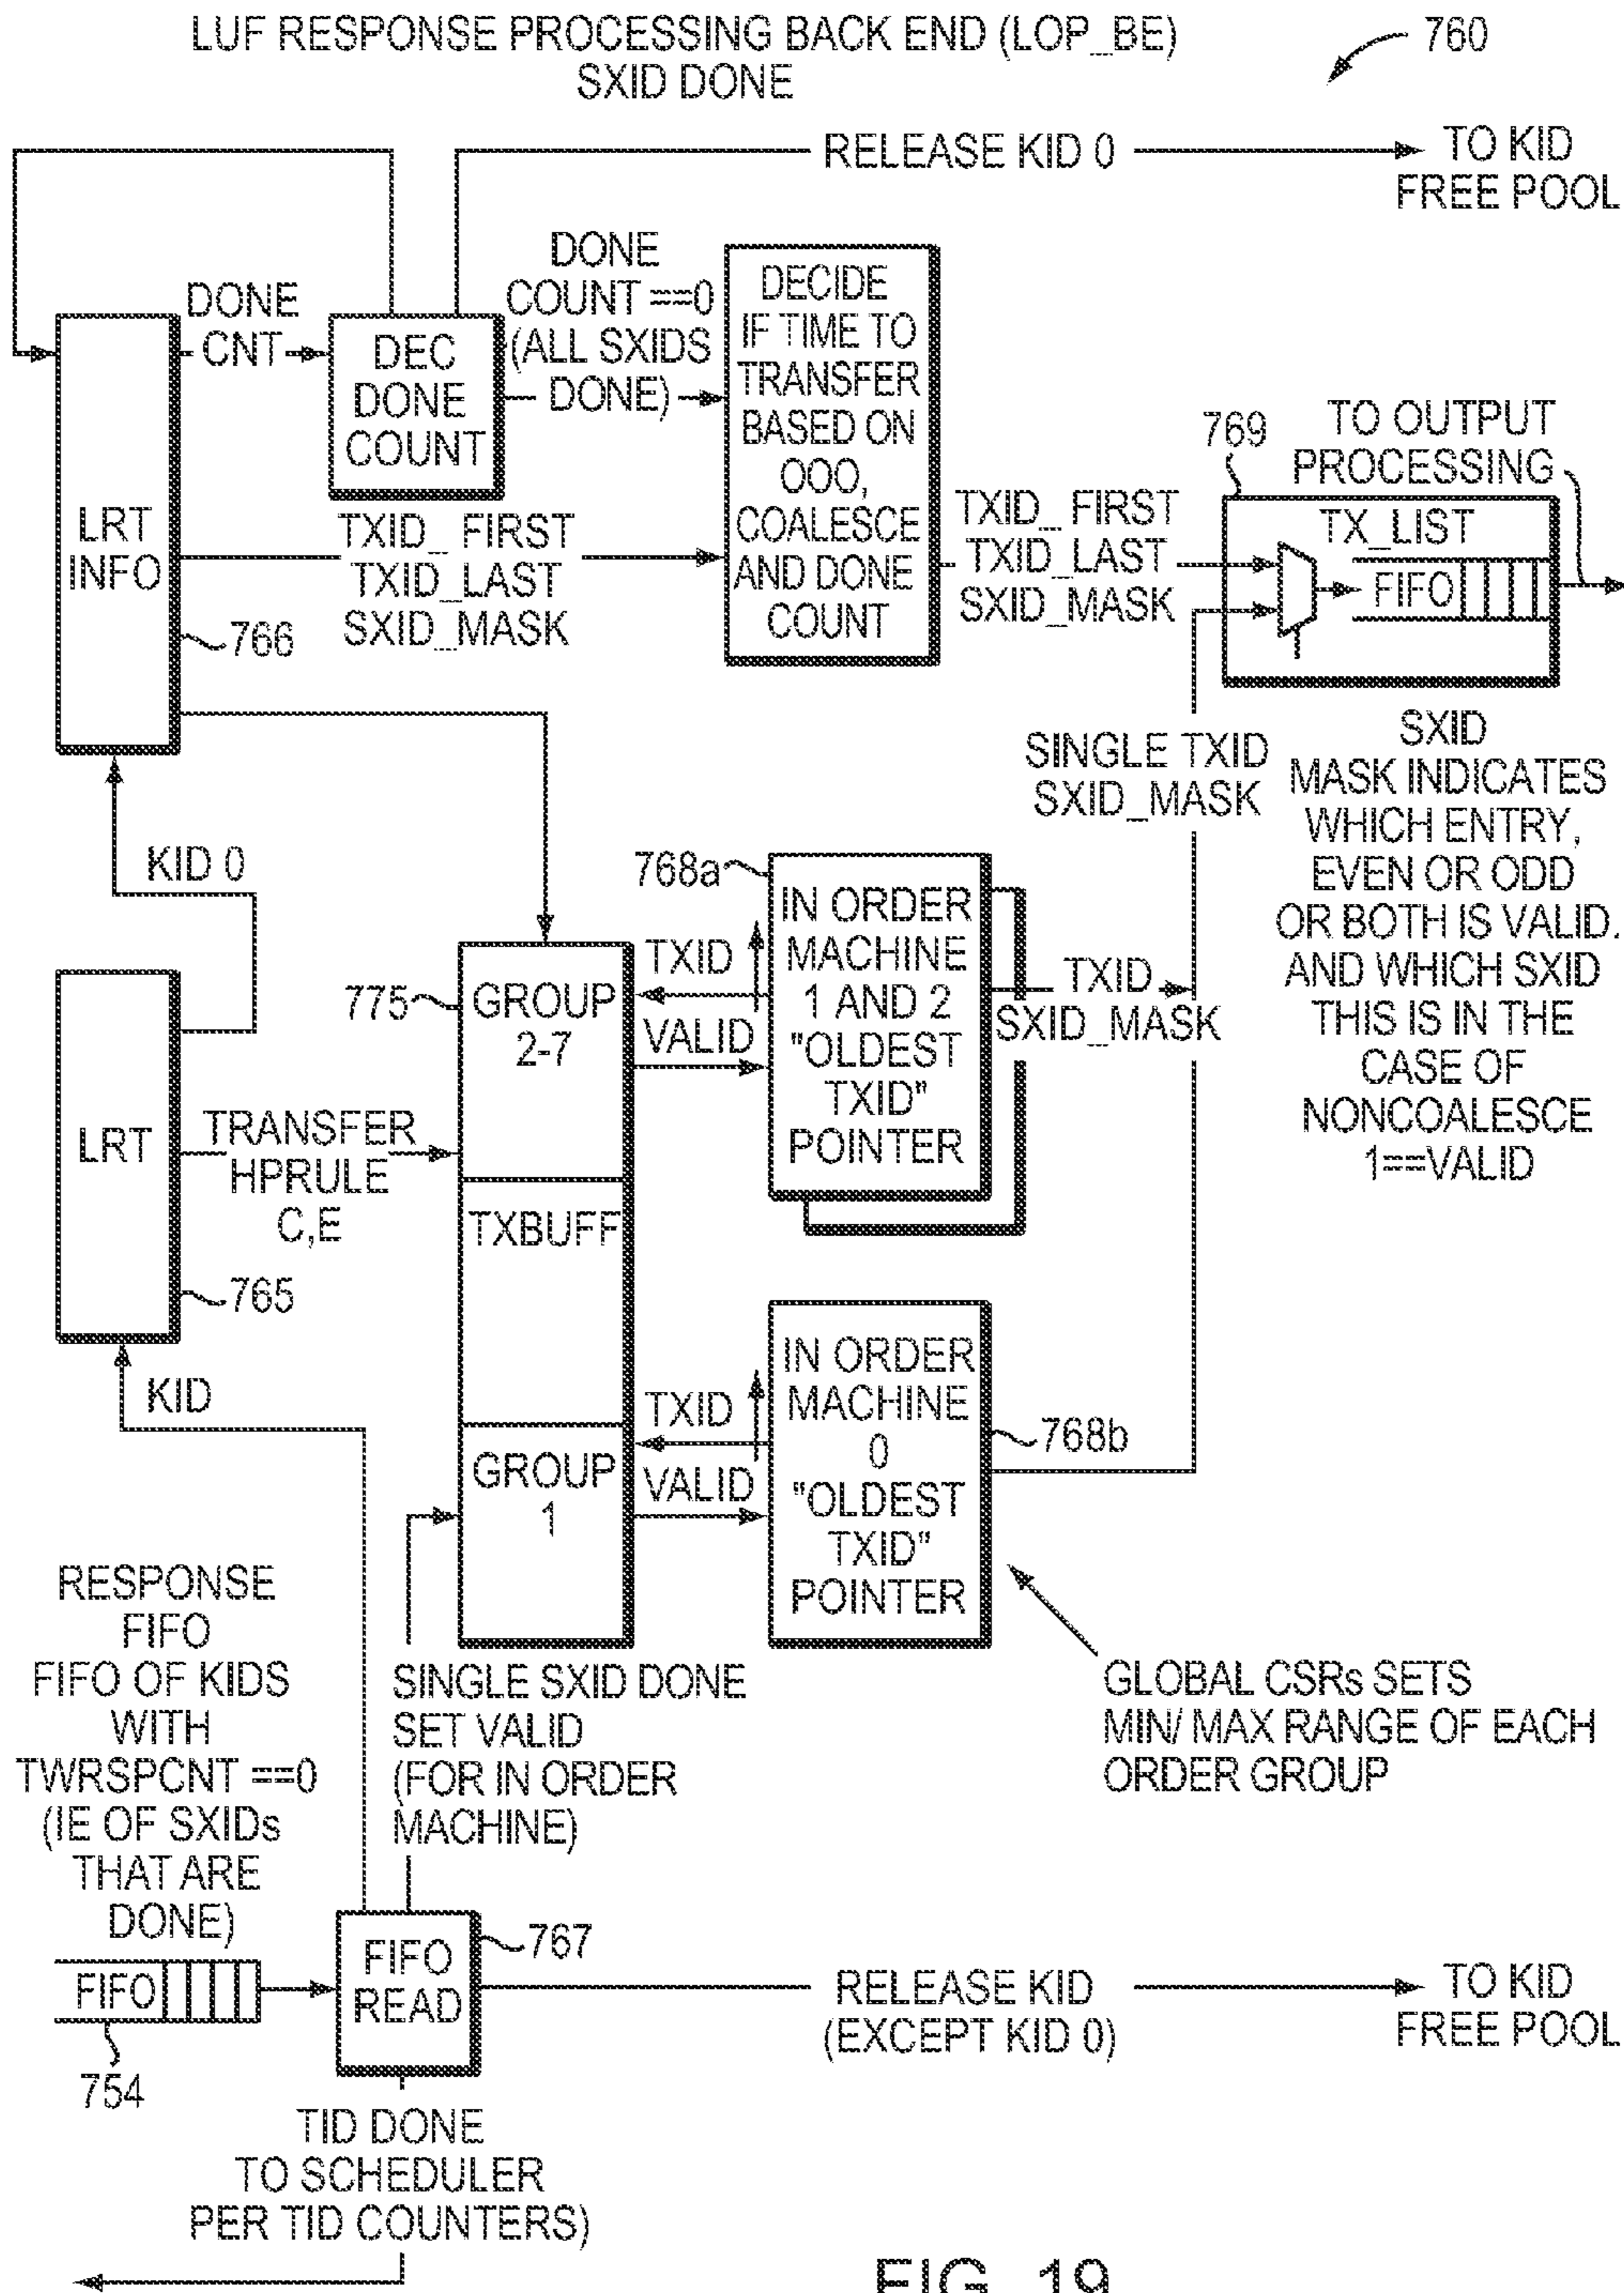 LUF RESPONSE PROCESSING BACK END (LOP_BE)
SXID DONE
760
RELEASE KID 0
TO KID
FREE POOL
DONE
CNT
DEC
DONE
COUNT
DONE
COUNT ==0
(ALL SXIDS
DONE)
DECIDE
IF TIME TO
TRANSFER
BASED ON
OOO,
COALESCE
AND DONE
COUNT
LRT
INFO
766
TXID_ FIRST
TXID_LAST
SXID_MASK
TXID_ FIRST
TXID_LAST
SXID_MASK
769
TO OUTPUT
PROCESSING
TX_LIST
FIFO
SINGLE TXID
SXID_MASK
SXID
MASK INDICATES
WHICH ENTRY,
EVEN OR ODD
OR BOTH IS VALID.
AND WHICH SXID
THIS IS IN THE
CASE OF
NONCOALESCE
1==VALID
KID 0
LRT
765
TRANSFER
HPRULE
C,E
KID
775
GROUP
2-7
TXBUFF
GROUP
1
TXID
VALID
768a
IN ORDER
MACHINE
1 AND 2
"OLDEST
TXID"
POINTER
TXID
SXID_MASK
TXID
VALID
IN ORDER
MACHINE
0
"OLDEST
TXID"
POINTER
768b
GLOBAL CSRs SETS
MIN/ MAX RANGE OF EACH
ORDER GROUP
RESPONSE
FIFO
FIFO OF KIDS
WITH
TWRSPCNT ==0
(IE OF SXIDs
THAT ARE
DONE)
SINGLE SXID DONE
SET VALID
(FOR IN ORDER
MACHINE)
FIFO
754
FIFO
READ
767
RELEASE KID
(EXCEPT KID 0)
TO KID
FREE POOL
TID DONE
TO SCHEDULER
PER TID COUNTERS)
FIG. 19